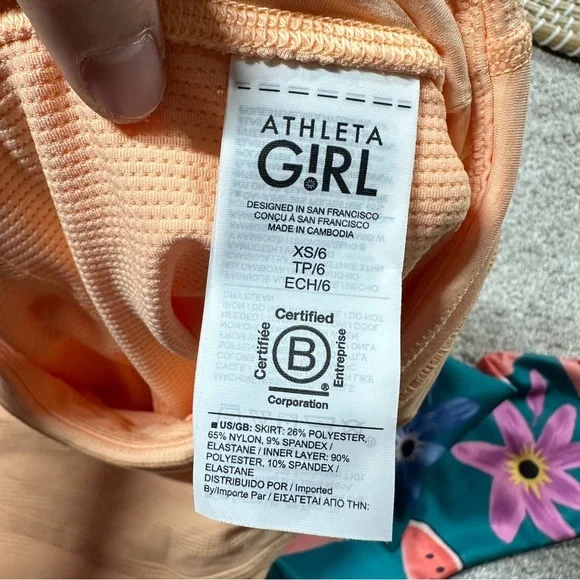 ATHLETA
G!RL
DESIGNED IN SAN FRANCISCO
CONÇU À SAN FRANCISCO
MADE IN CAMBODIA
XS/6
TP/6
ECH/6
Certified
Certifiée
B
Entreprise
®
Corporation
■ US/GB: SKIRT: 26% POLYESTER,
65% NYLON, 9% SPANDEX /
ELASTANE / INNER LAYER: 90%
POLYESTER, 10% SPANDEX /
ELASTANE
DISTRIBUIDO POR / Imported
By/Importe Par / ΕΙΣΑΓΕΤΑΙ ΑΠΟ ΤΗΝ: